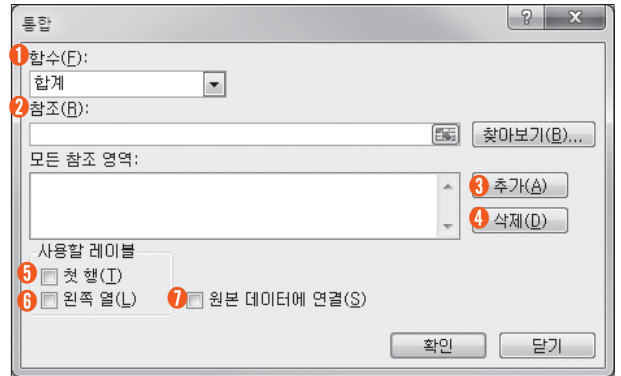 통합
? x
1 함수(F):
합계
2 참조(R):
찾아보기(B)...
모든 참조 영역:
3 추가(A)
4 삭제(D)
사용할 레이블
5 첫 행(T)
6 왼쪽 열(L) 7 원본 데이터에 연결(S)
확인 닫기